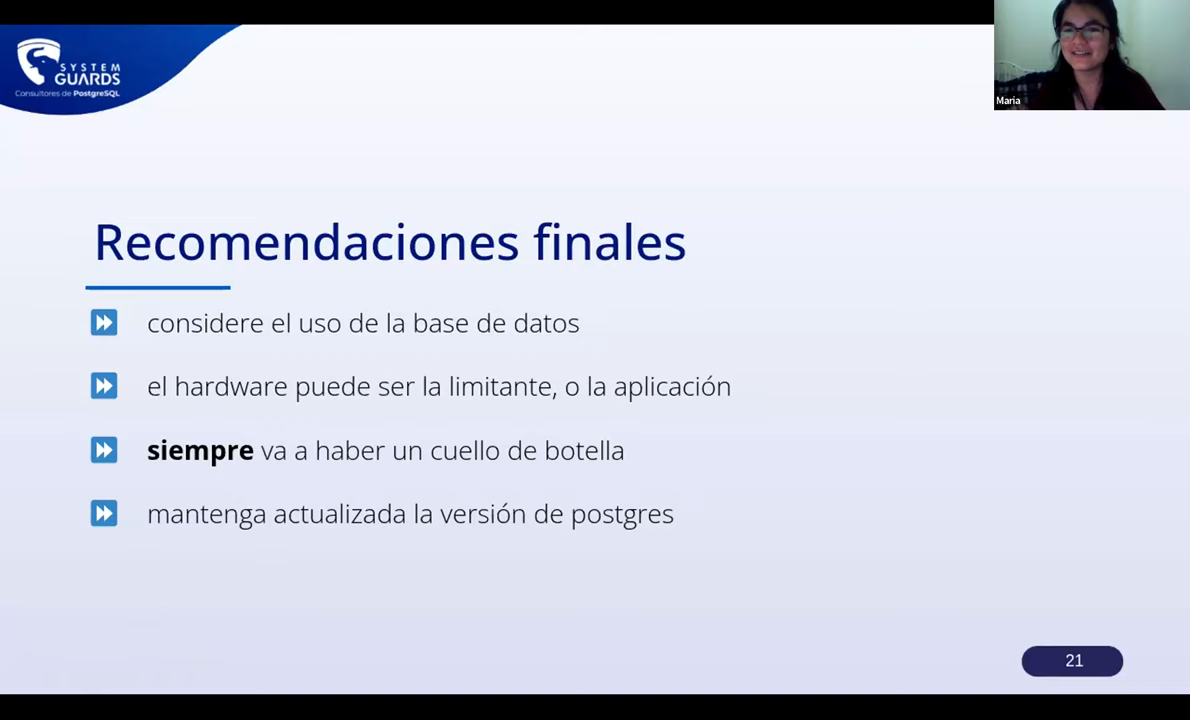 SYSTEM
GUARDS
Consultores de PostgreSQL
Maria
Recomendaciones finales
considere el uso de la base de datos
el hardware puede ser la limitante, o la aplicación
siempre va a haber un cuello de botella
mantenga actualizada la versión de postgres
21